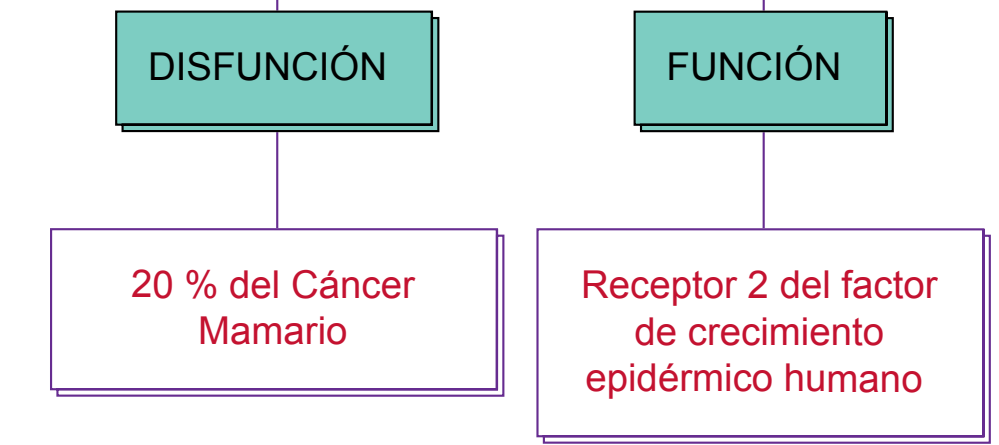 DISFUNCIÓN
20 % del Cáncer
Mamario
FUNCIÓN
Receptor 2 del factor
de crecimiento
epidérmico humano